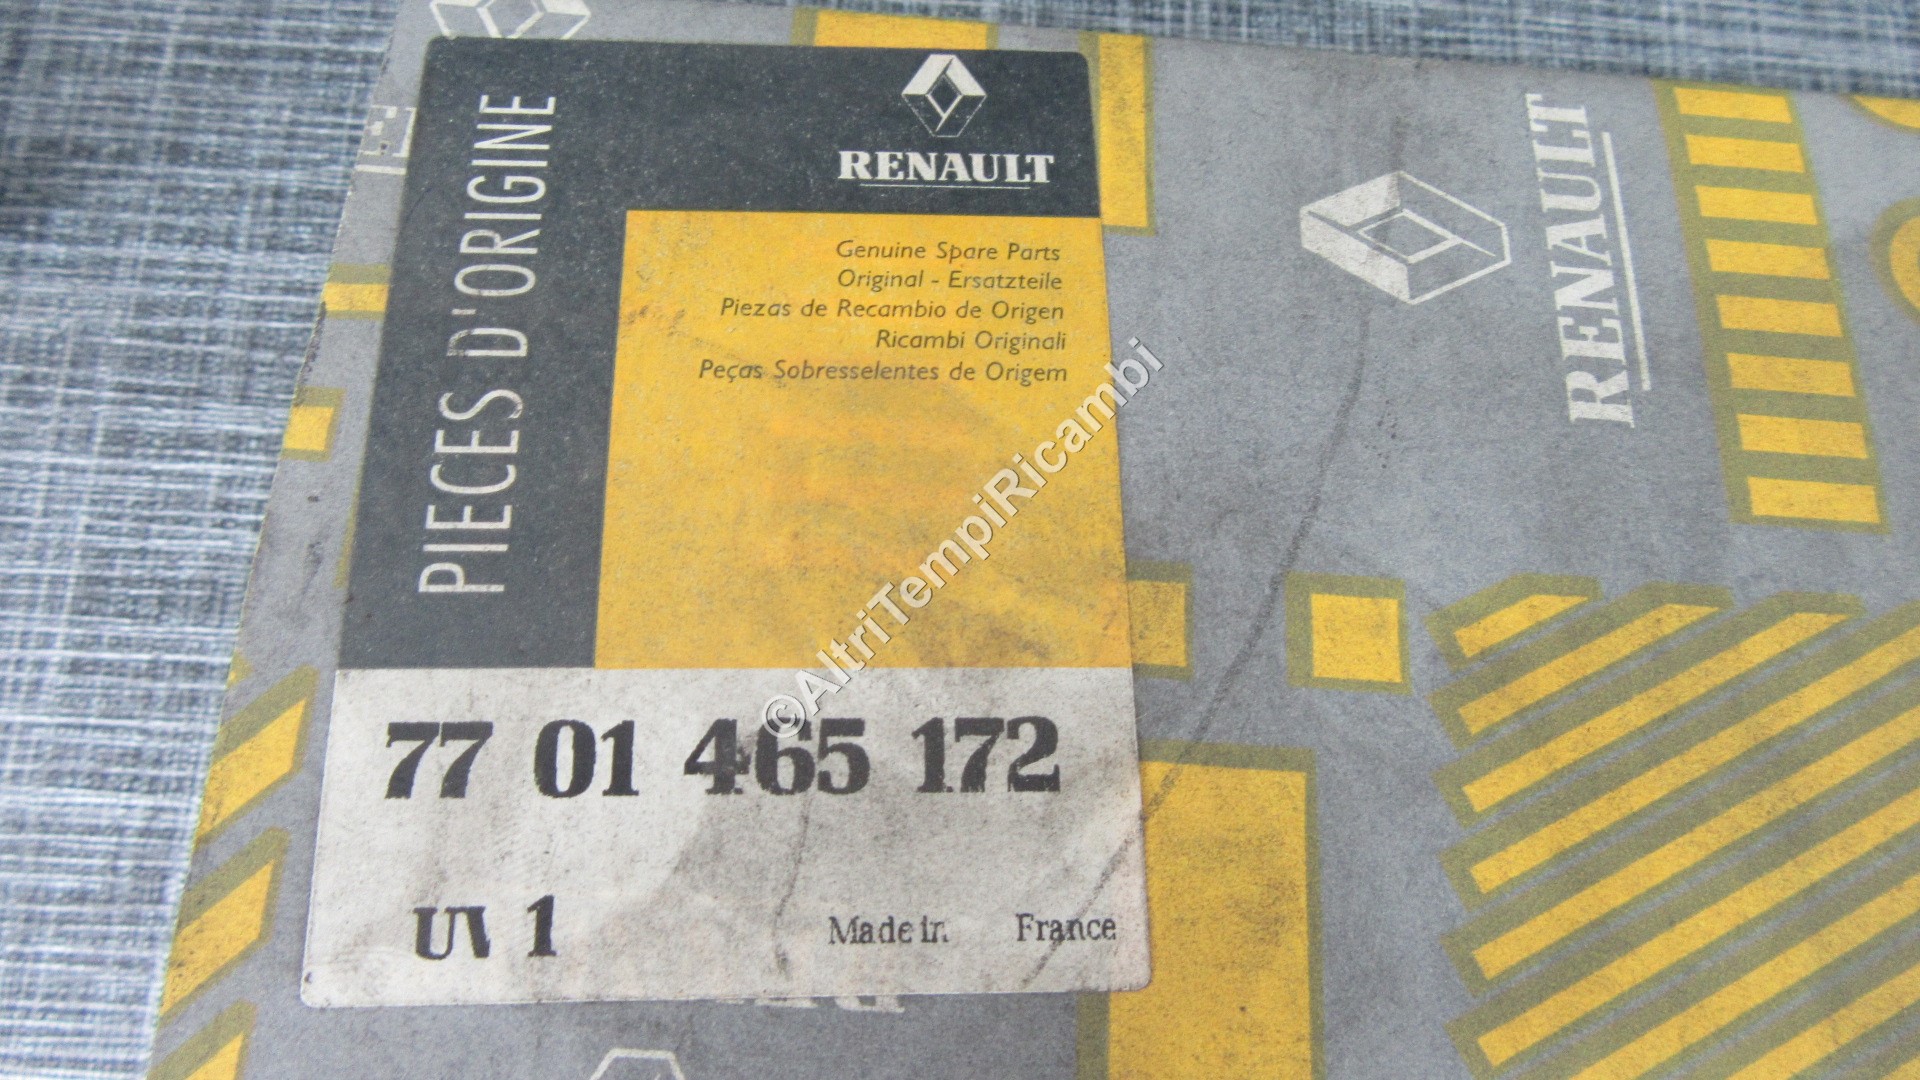 RENAULT
PIECES D'ORIGINE
Genuine Spare Parts
Original - Ersatzteile
Piezas de Recambio de Origen
Ricambi Originali
Peças Sobresselentes de Origem
77 01 465 172
UV 1
Made in France
RENAULT
©AltriTempiRicambi